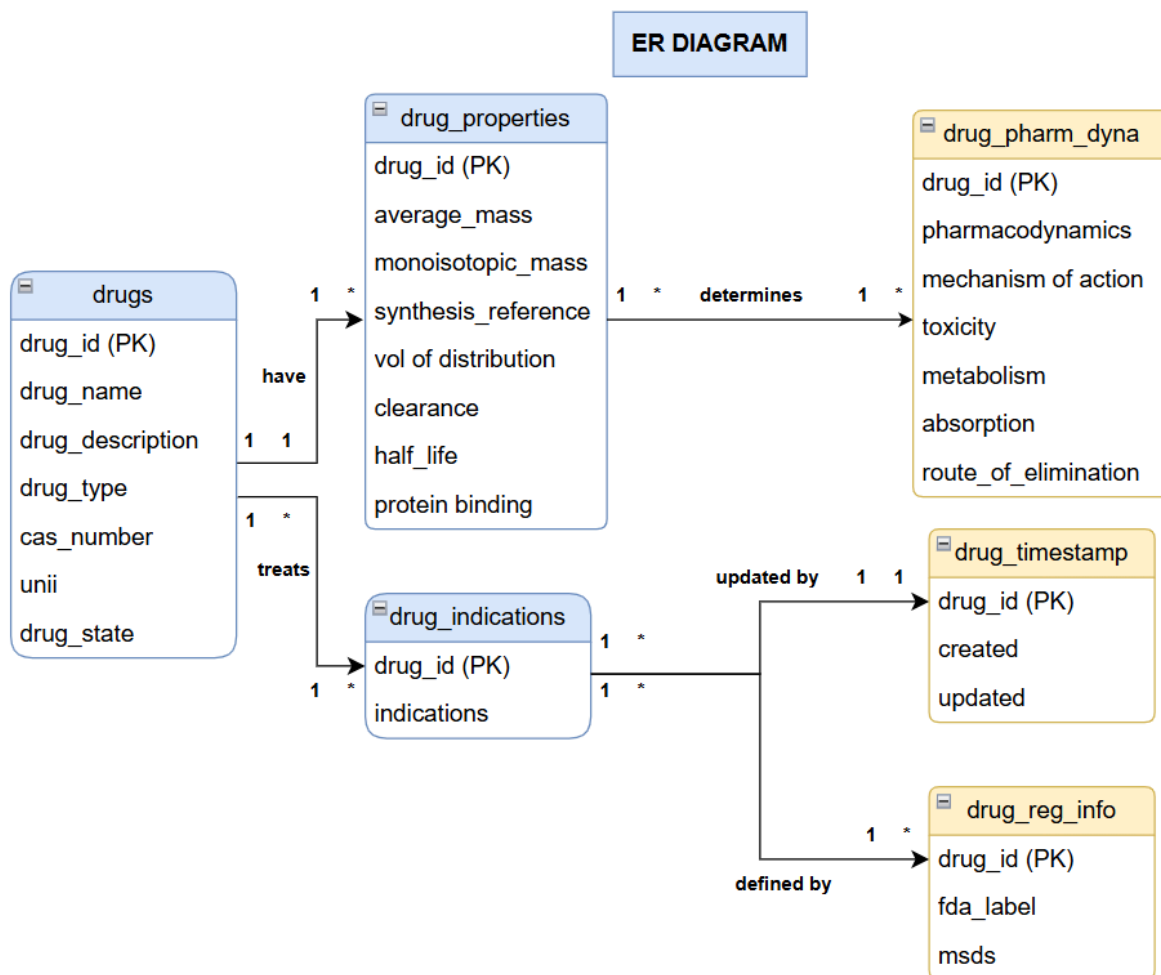 ER DIAGRAM
drugs
drug_id (PK)
drug_name
drug_description
drug_type
cas_number
unii
drug_state
1 1
have
1 *
1 *
treats
1 *
drug_properties
drug_id (PK)
average_mass
monoisotopic_mass
synthesis_reference
vol of distribution
clearance
half_life
protein binding
1 *
determines
1 *
drug_pharm_dyna
drug_id (PK)
pharmacodynamics
mechanism of action
toxicity
metabolism
absorption
route_of_elimination
drug_indications
drug_id (PK)
indications
1 *
1 *
updated by
1 1
drug_timestamp
drug_id (PK)
created
updated
defined by
1 *
drug_reg_info
drug_id (PK)
fda_label
msds